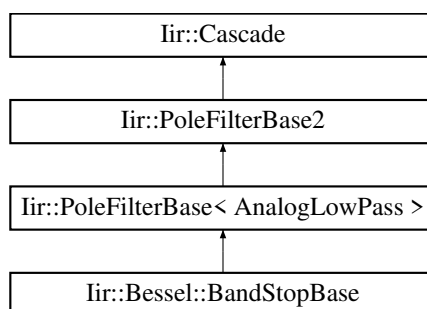 Iir::Cascade
Iir::PoleFilterBase2
Iir::PoleFilterBase< AnalogLowPass >
Iir::Bessel::BandStopBase